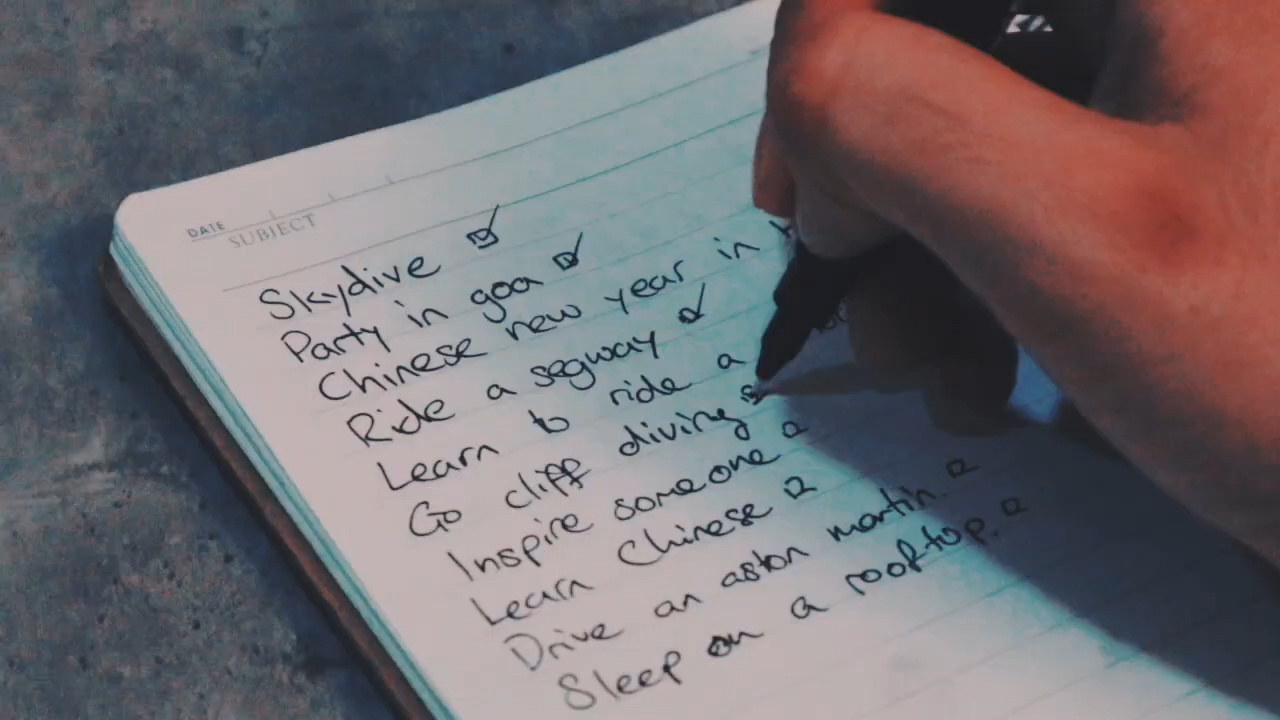 DATE
SUBJECT
Skydive ☑
Party in goa ☑
Chinese new year in
Ride a segway ☑
Learn to ride a
Go cliff diving
Inspire someone ☐
Learn Chinese ☐
Drive an aston martin. ☐
Sleep on a rooftop. ☐